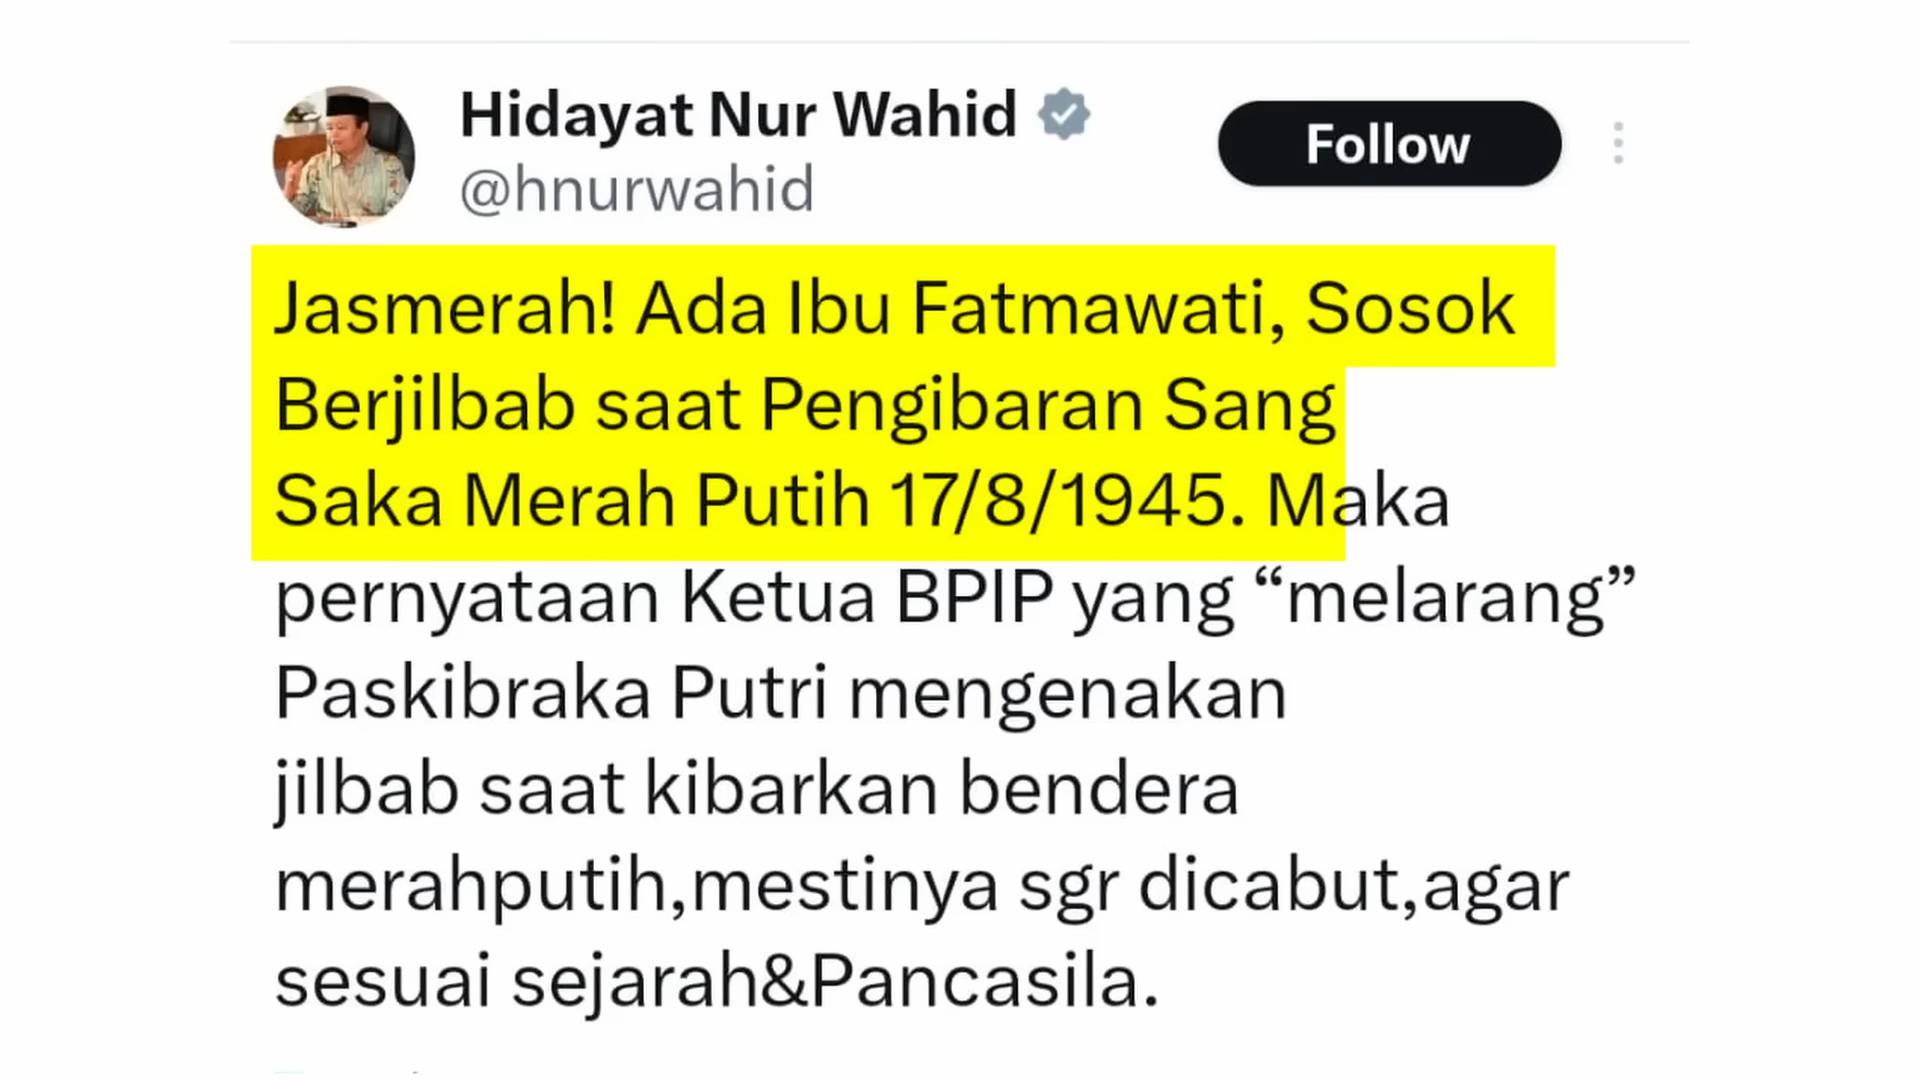 Hidayat Nur Wahid
Follow
@hnurwahid
Jasmerah! Ada Ibu Fatmawati, Sosok
Berjilbab saat Pengibaran Sang
Saka Merah Putih 17/8/1945. Maka
pernyataan Ketua BPIP yang “melarang”
Paskibraka Putri mengenakan
jilbab saat kibarkan bendera
merahputih,mestinya sgr dicabut,agar
sesuai sejarah&Pancasila.